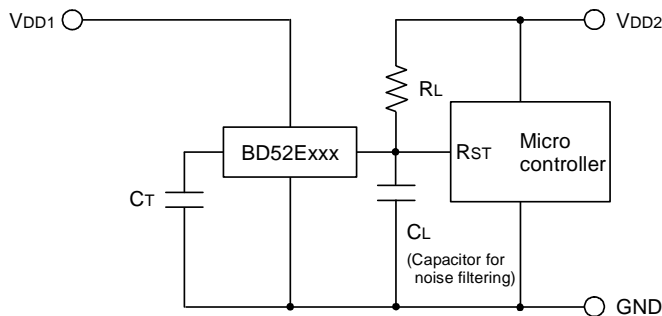 VDD1
VDD2
RL
BD52Exxx
RST
Micro
controller
CT
CL
(Capacitor for
noise filtering)
GND